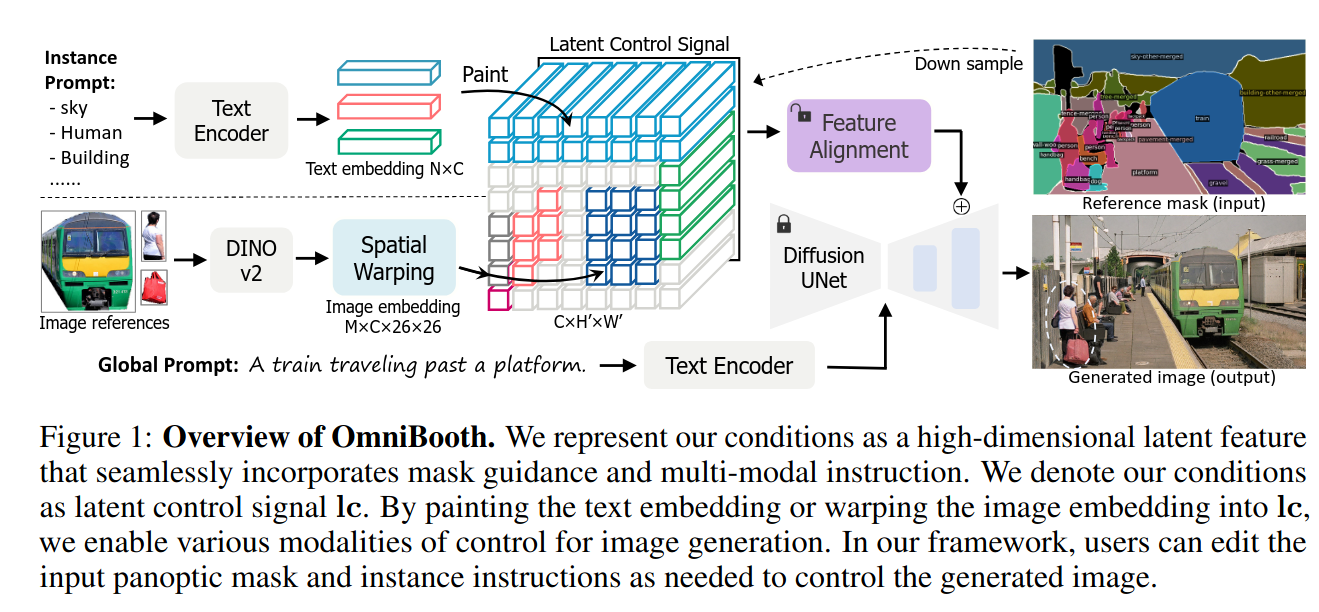 Instance
Prompt:
- sky
- Human
- Building
......
Text
Encoder
Text embedding N×C
Paint
Latent Control Signal
Down sample
Feature
Alignment
sky-other-merged
building-other-merged
tree-merged
person
train
pavement-merged
railroad
grass-merged
person
handbag
bench
platform
handbag
dog
gravel
Reference mask (input)
Image references
DINO
v2
Spatial
Warping
Image embedding
M×C×26×26
C×H′×W′
Diffusion
UNet
Generated image (output)
Global Prompt: A train traveling past a platform.
Text Encoder
Figure 1: Overview of OmniBooth. We represent our conditions as a high-dimensional latent feature
that seamlessly incorporates mask guidance and multi-modal instruction. We denote our conditions
as latent control signal lc. By painting the text embedding or warping the image embedding into lc,
we enable various modalities of control for image generation. In our framework, users can edit the
input panoptic mask and instance instructions as needed to control the generated image.